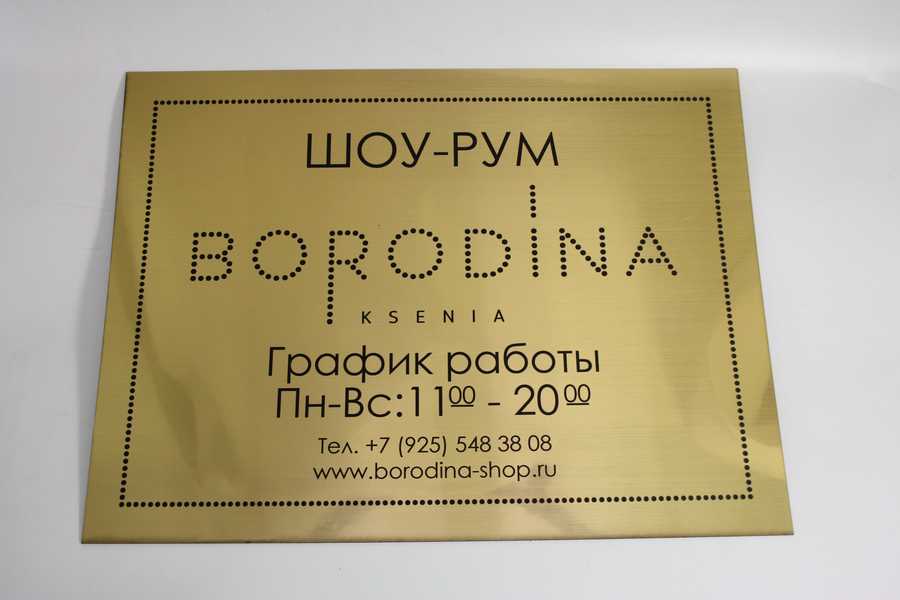 ШОУ-РУМ
BORODINA
KSENIA
График работы
Пн-Вс:11⁰⁰ - 20⁰⁰
Тел. +7 (925) 548 38 08
www.borodina-shop.ru